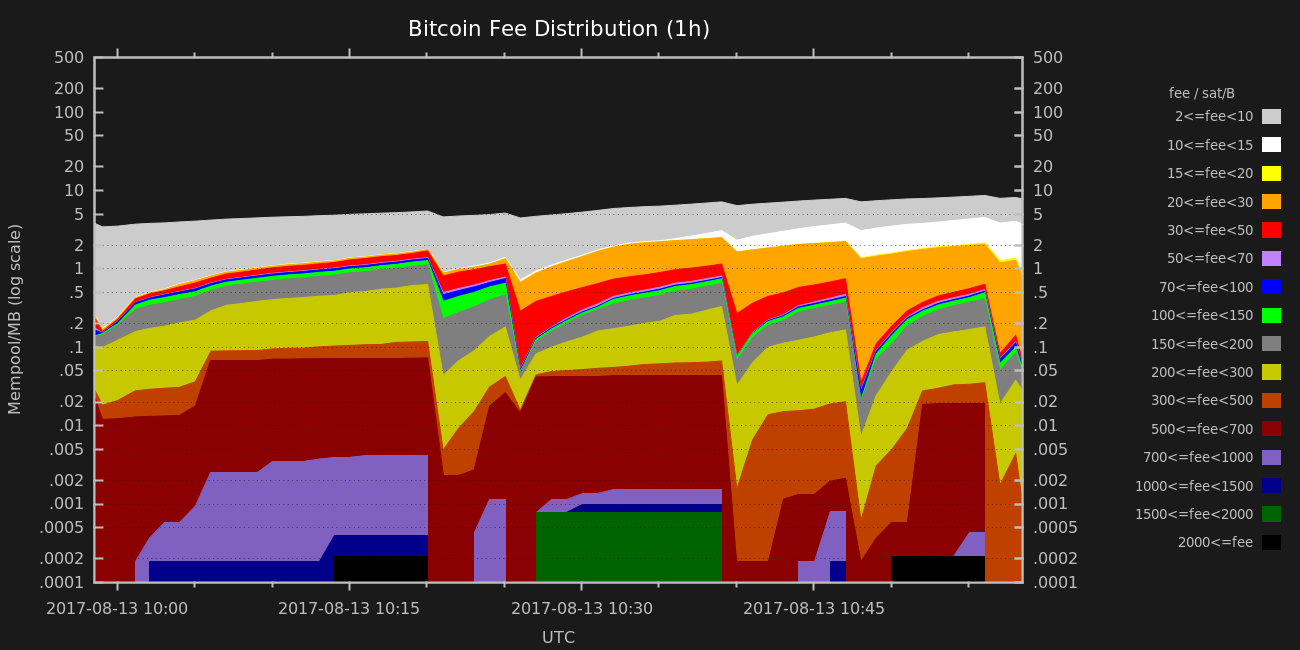 Bitcoin Fee Distribution (1h)
500 500
200 200
100 100
50 50
20 20
10 10
5 5
2 2
1 1
.5 .5
.2 .2
.1 .1
.05 .05
.02 .02
.01 .01
.005 .005
.002 .002
.001 .001
.0005 .0005
.0002 .0002
.0001 .0001
Mempool/MB (log scale)
2017-08-13 10:00 2017-08-13 10:15 2017-08-13 10:30 2017-08-13 10:45
UTC
fee / sat/B
2<=fee<10
10<=fee<15
15<=fee<20
20<=fee<30
30<=fee<50
50<=fee<70
70<=fee<100
100<=fee<150
150<=fee<200
200<=fee<300
300<=fee<500
500<=fee<700
700<=fee<1000
1000<=fee<1500
1500<=fee<2000
2000<=fee